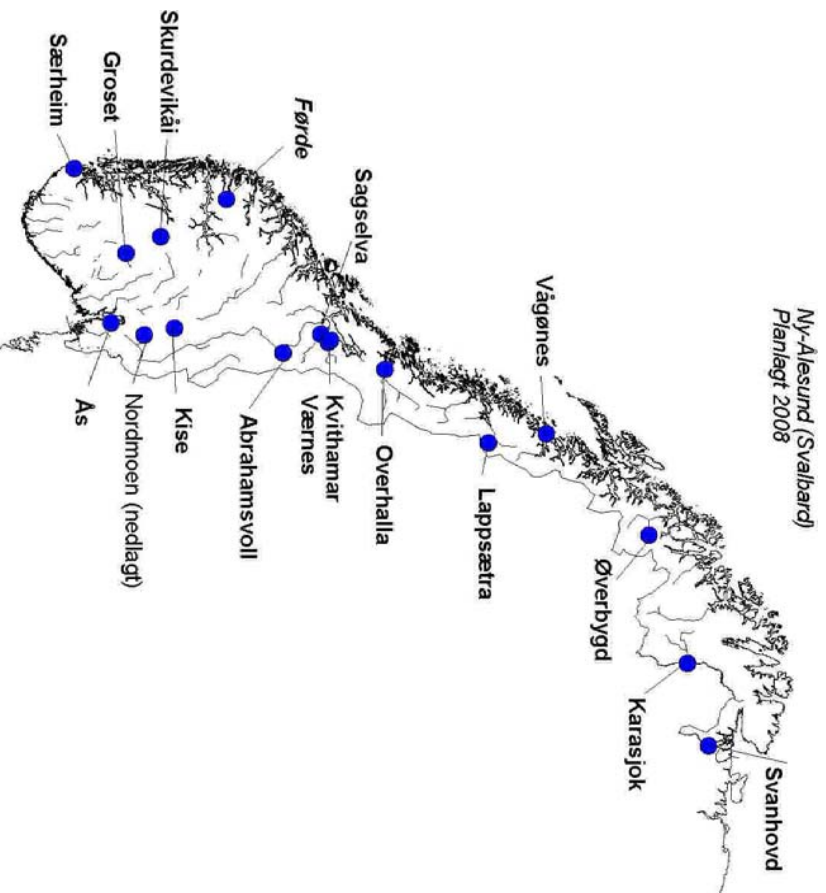 Ny-Ålesund (Svalbard)
Planlagt 2008
Svanhovd
Karasjok
Øverbygd
Vågønes
Lappsætra
Overhalla
Sagselva
Kvithamar
Værnes
Førde
Abrahamsvoll
Kise
Skurdevikåi
Nordmoen (nedlagt)
Groset
Ås
Særheim